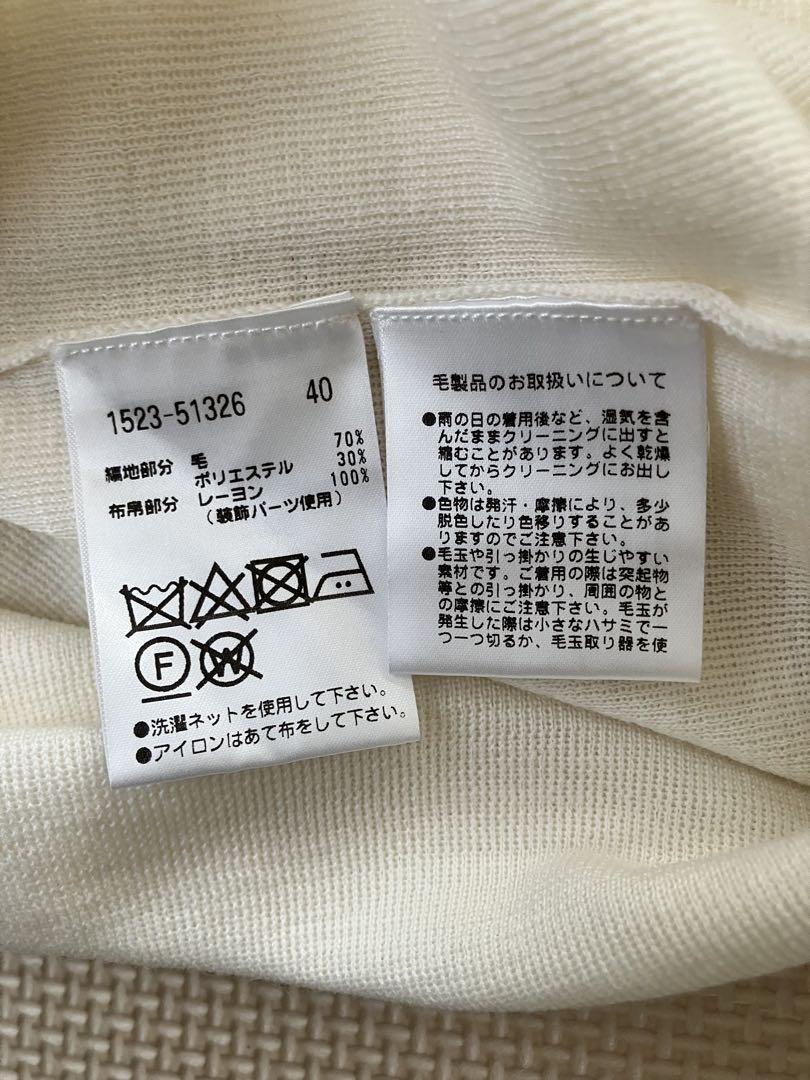 1523-51326 40
70%
編地部分 毛 30%
ポリエステル 100%
布帛部分 レーヨン
(装飾パーツ使用)
F
W
●洗濯ネットを使用して下さい。
●アイロンはあて布をして下さい。
毛製品のお取扱いについて
●雨の日の着用後など、湿気を含
んだままクリーニングに出すと
縮むことがあります。よく乾燥
してからクリーニングにお出し
下さい。
●色物は発汗・摩擦により、多少
脱色したり色移りすることがあ
りますのでご注意下さい。
●毛玉や引っ掛かりの生じやすい
素材です。ご着用の際は突起物
等との引っ掛かり、周囲の物と
の摩擦にご注意下さい。毛玉が
発生した際は小さなハサミで一
つ一つ切るか、毛玉取り器を使